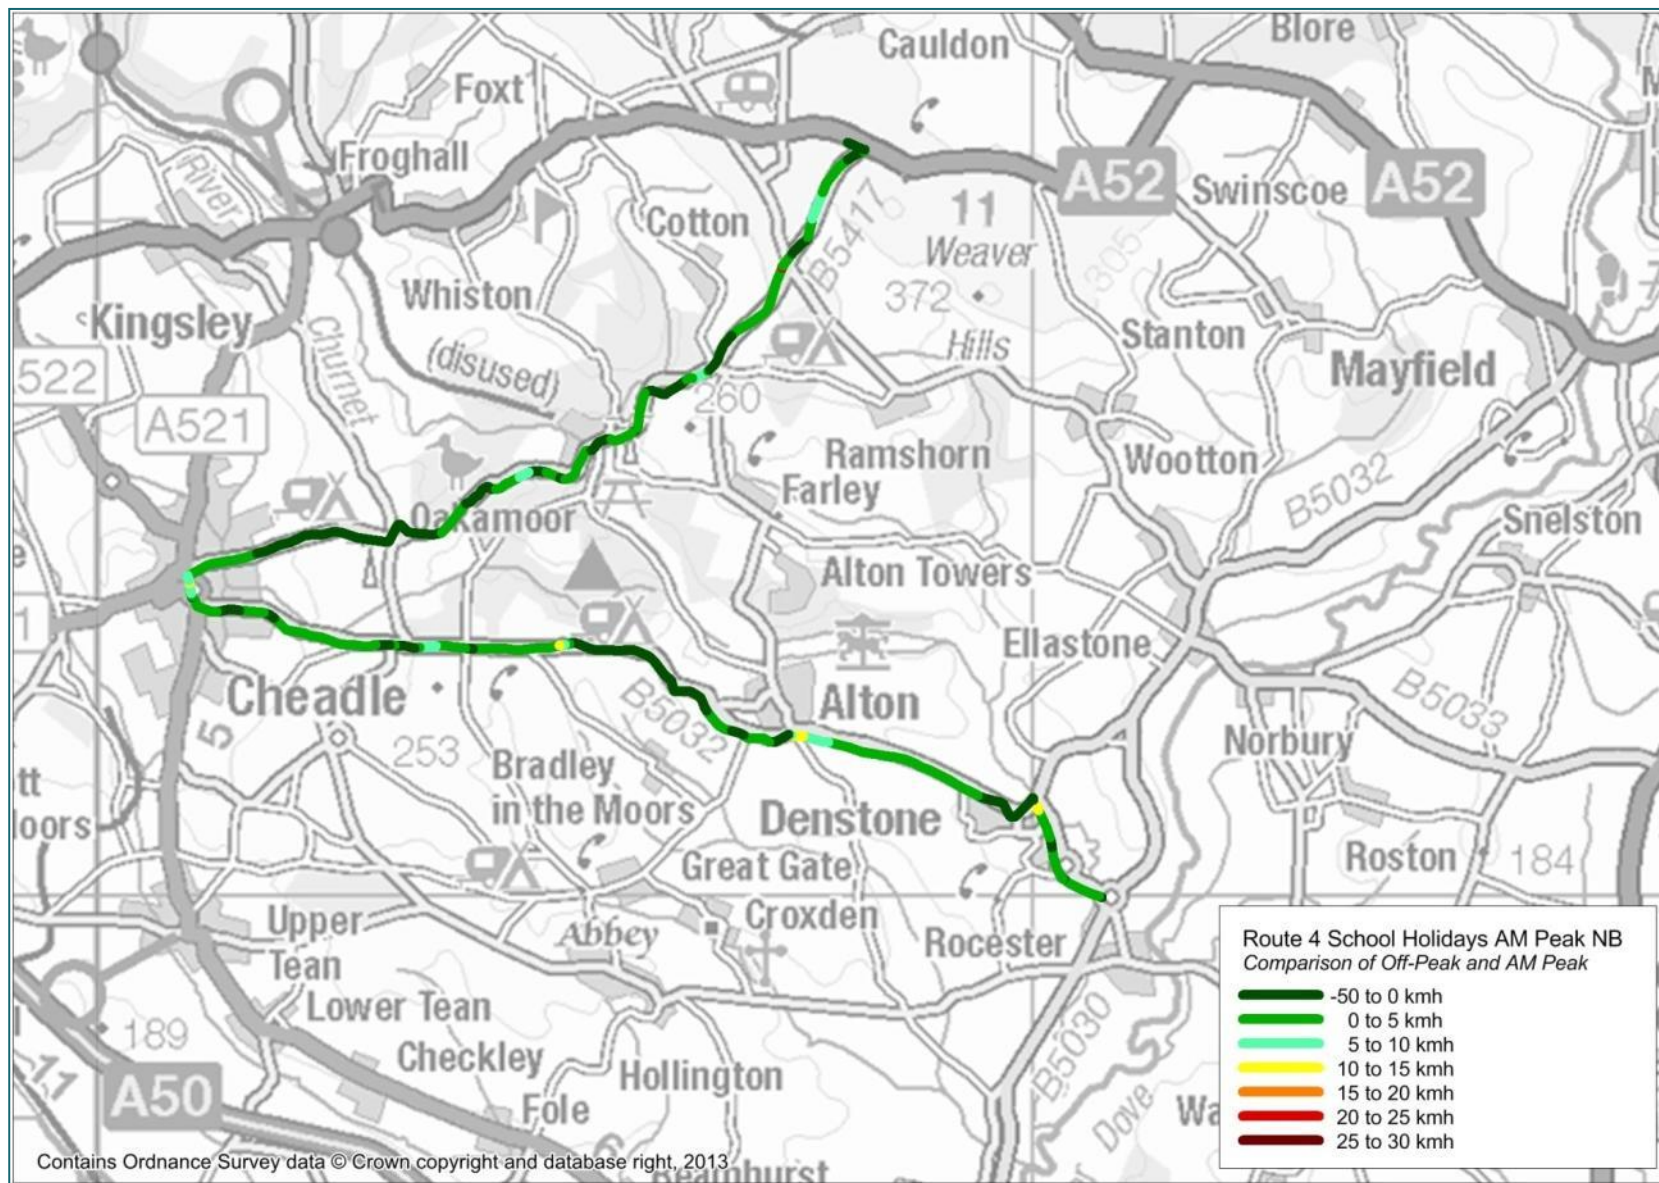 Cauldon
Blore
Foxt
Froghall
River
Cotton
B5417
11
Weaver
A52
Swinscoe
A52
305
Whiston
372
Kingsley
Churnet
(disused)
Hills
Stanton
Mayfield
522
A521
260
Ramshorn
Farley
Wootton
B5032
Snelston
Oakamoor
Alton Towers
Ellastone
Cheadle
5
253
B5032
Alton
B5033
Norbury
Bradley
in the Moors
Denstone
Great Gate
Roston
184
Upper
Tean
Abbey
Croxden
Rocester
Lower Tean
189
Checkley
Hollington
B5030
Dove
A50
Fole
6
11
Contains Ordnance Survey data © Crown copyright and database right, 2013
Route 4 School Holidays AM Peak NB
Comparison of Off-Peak and AM Peak
-50 to 0 kmh
0 to 5 kmh
5 to 10 kmh
10 to 15 kmh
15 to 20 kmh
20 to 25 kmh
25 to 30 kmh